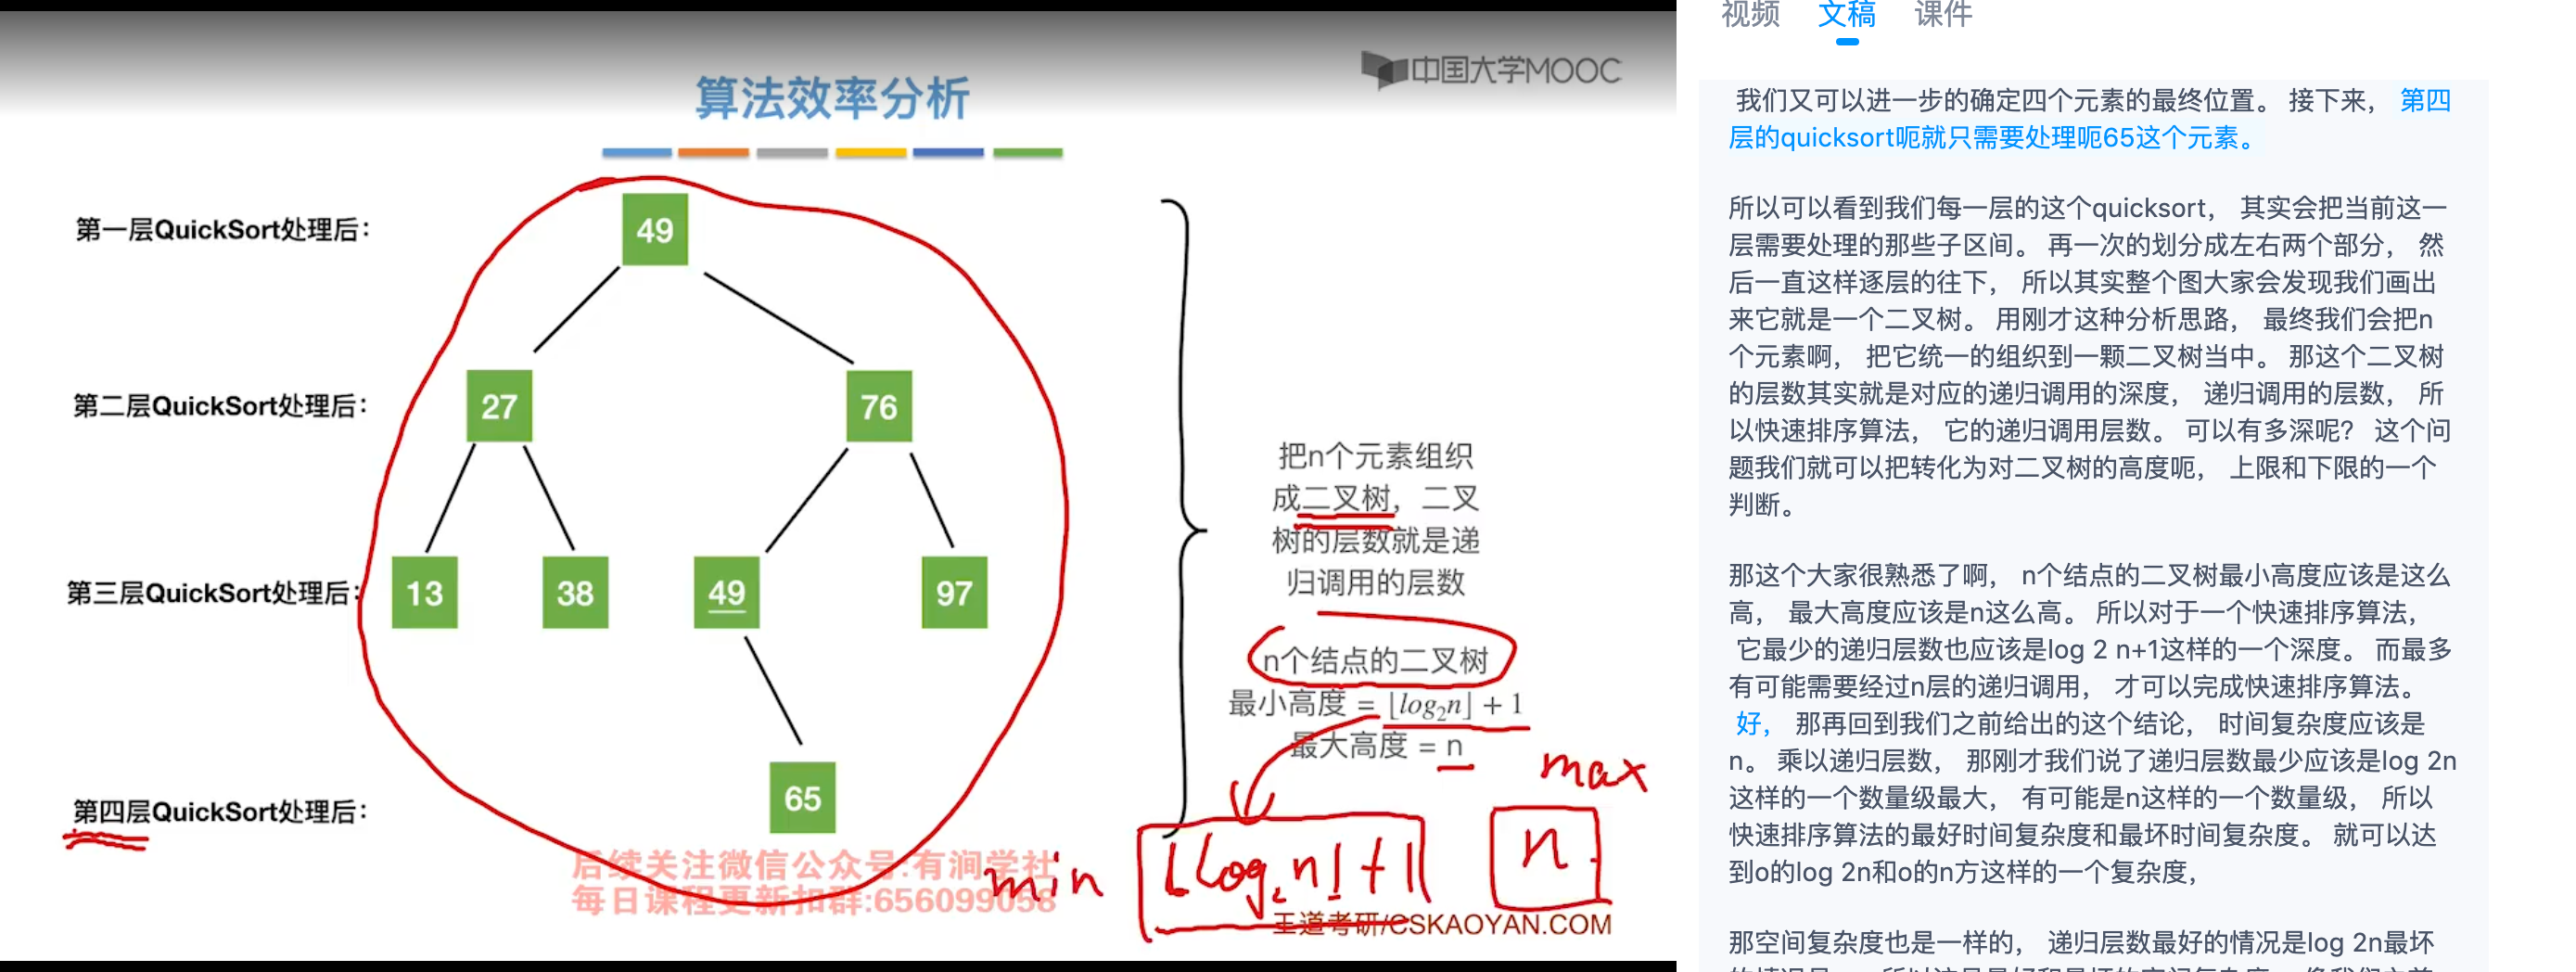 中国大学MOOC
算法效率分析
第一层QuickSort处理后：
49
第二层QuickSort处理后：
27
76
第三层QuickSort处理后：
13
38
49
97
第四层QuickSort处理后：
65
把n个元素组织
成二叉树，二叉
树的层数就是递
归调用的层数
n个结点的二叉树
最小高度 = ⌊log₂n⌋ + 1
最大高度 = n
max
min
⌊log₂n⌋+1
n
后续关注微信公众号:有涧学社
每日课程更新扣群:656099058
王道考研/CSKAOYAN.COM
视频 文稿 课件
我们又可以进一步的确定四个元素的最终位置。 接下来， 第四
层的quicksort呃就只需要处理呃65这个元素。
所以可以看到我们每一层的这个quicksort， 其实会把当前这一
层需要处理的那些子区间。 再一次的划分成左右两个部分， 然
后一直这样逐层的往下， 所以其实整个图大家会发现我们画出
来它就是一个二叉树。 用刚才这种分析思路， 最终我们会把n
个元素啊， 把它统一的组织到一颗二叉树当中。 那这个二叉树
的层数其实就是对应的递归调用的深度， 递归调用的层数， 所
以快速排序算法， 它的递归调用层数。 可以有多深呢？ 这个问
题我们就可以把转化为对二叉树的高度呃， 上限和下限的一个
判断。
那这个大家很熟悉了啊， n个结点的二叉树最小高度应该是这么
高， 最大高度应该是n这么高。 所以对于一个快速排序算法，
它最少的递归层数也应该是log 2 n+1这样的一个深度。 而最多
有可能需要经过n层的递归调用， 才可以完成快速排序算法。
好， 那再回到我们之前给出的这个结论， 时间复杂度应该是
n。 乘以递归层数， 那刚才我们说了递归层数最少应该是log 2n
这样的一个数量级最大， 有可能是n这样的一个数量级， 所以
快速排序算法的最好时间复杂度和最坏时间复杂度。 就可以达
到o的log 2n和o的n方这样的一个复杂度，
那空间复杂度也是一样的， 递归层数最好的情况是log 2n最坏